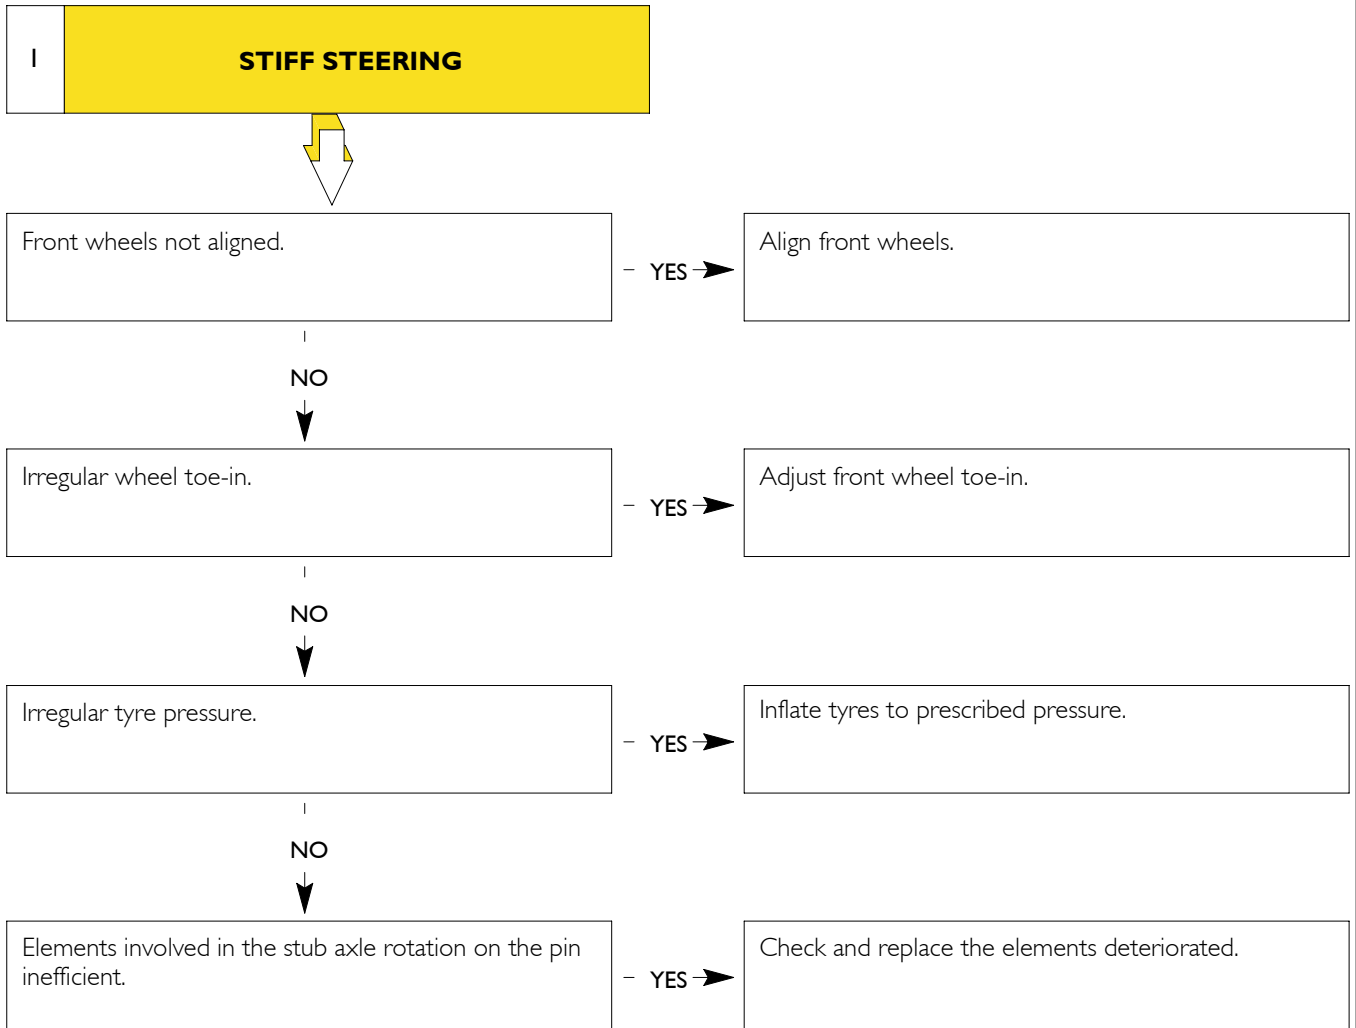 1
STIFF STEERING
Front wheels not aligned.
YES
Align front wheels.
NO
Irregular wheel toe-in.
YES
Adjust front wheel toe-in.
NO
Irregular tyre pressure.
YES
Inflate tyres to prescribed pressure.
NO
Elements involved in the stub axle rotation on the pin
inefficient.
YES
Check and replace the elements deteriorated.